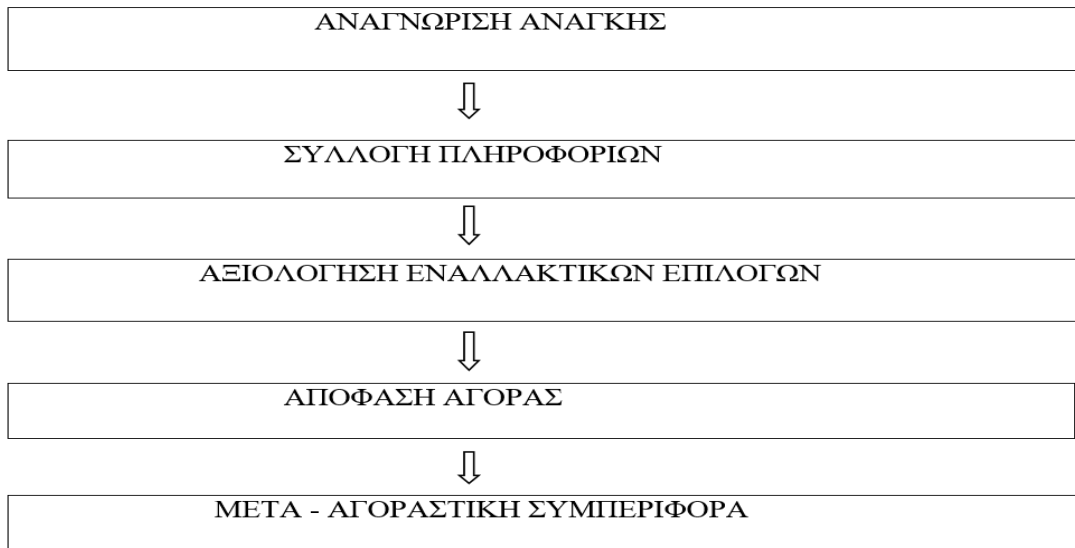 ΑΝΑΓΝΩΡΙΣΗ ΑΝΑΓΚΗΣ
ΣΥΛΛΟΓΗ ΠΛΗΡΟΦΟΡΙΩΝ
ΑΞΙΟΛΟΓΗΣΗ ΕΝΑΛΛΑΚΤΙΚΩΝ ΕΠΙΛΟΓΩΝ
ΑΠΟΦΑΣΗ ΑΓΟΡΑΣ
ΜΕΤΑ - ΑΓΟΡΑΣΤΙΚΗ ΣΥΜΠΕΡΙΦΟΡΑ